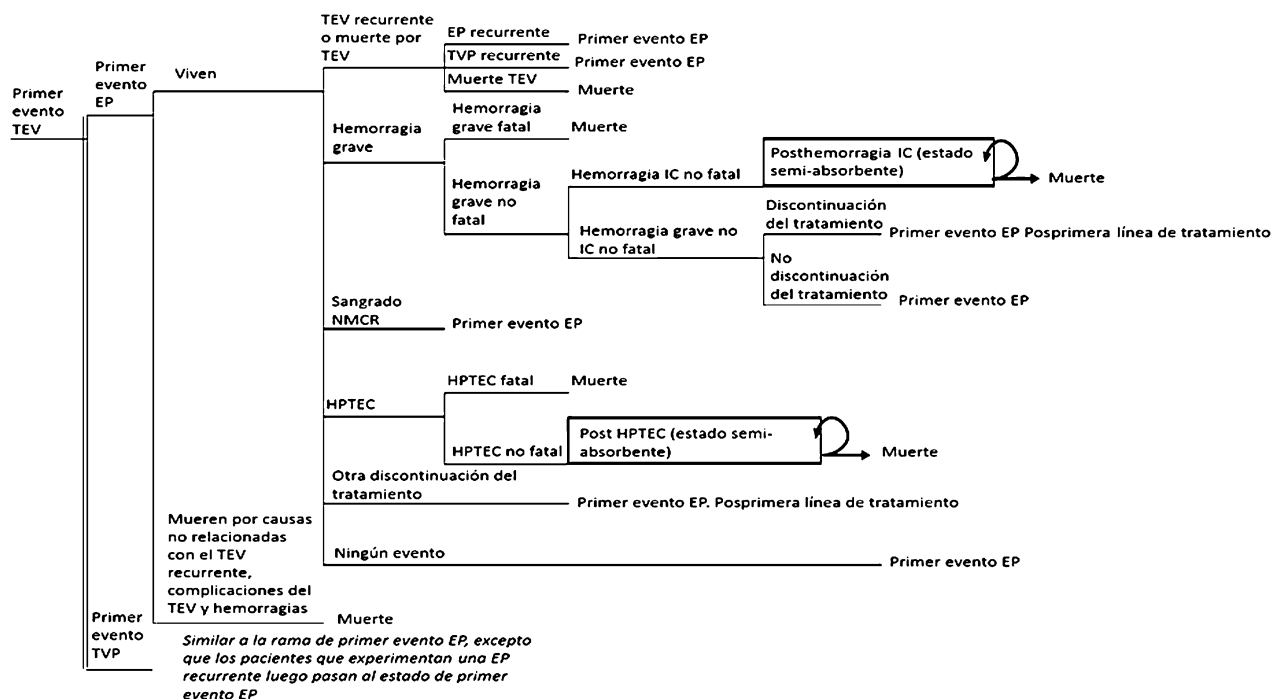 Primer
evento
TEV
Primer
evento
EP
Viven
TEV recurrente
o muerte por
TEV
EP recurrente
Primer evento EP
TVP recurrente
Primer evento EP
Muerte TEV
Muerte
Hemorragia
grave
Hemorragia
grave fatal
Muerte
Hemorragia
grave no
fatal
Hemorragia IC no fatal
Posthemorragia IC (estado
semi-absorbente)
Muerte
Hemorragia grave no
IC no fatal
Discontinuación
del tratamiento
Primer evento EP Posprimera línea de tratamiento
No
discontinuación
del tratamiento
Primer evento EP
Sangrado
NMCR
Primer evento EP
HPTEC
HPTEC fatal
Muerte
HPTEC no fatal
Post HPTEC (estado semi-
absorbente)
Muerte
Otra discontinuación del
tratamiento
Primer evento EP. Posprimera línea de tratamiento
Ningún evento
Primer evento EP
Mueren por causas
no relacionadas
con el TEV
recurrente,
complicaciones del
TEV y hemorragias
Muerte
Primer
evento
TVP
Similar a la rama de primer evento EP, excepto
que los pacientes que experimentan una EP
recurrente luego pasan al estado de primer
evento EP